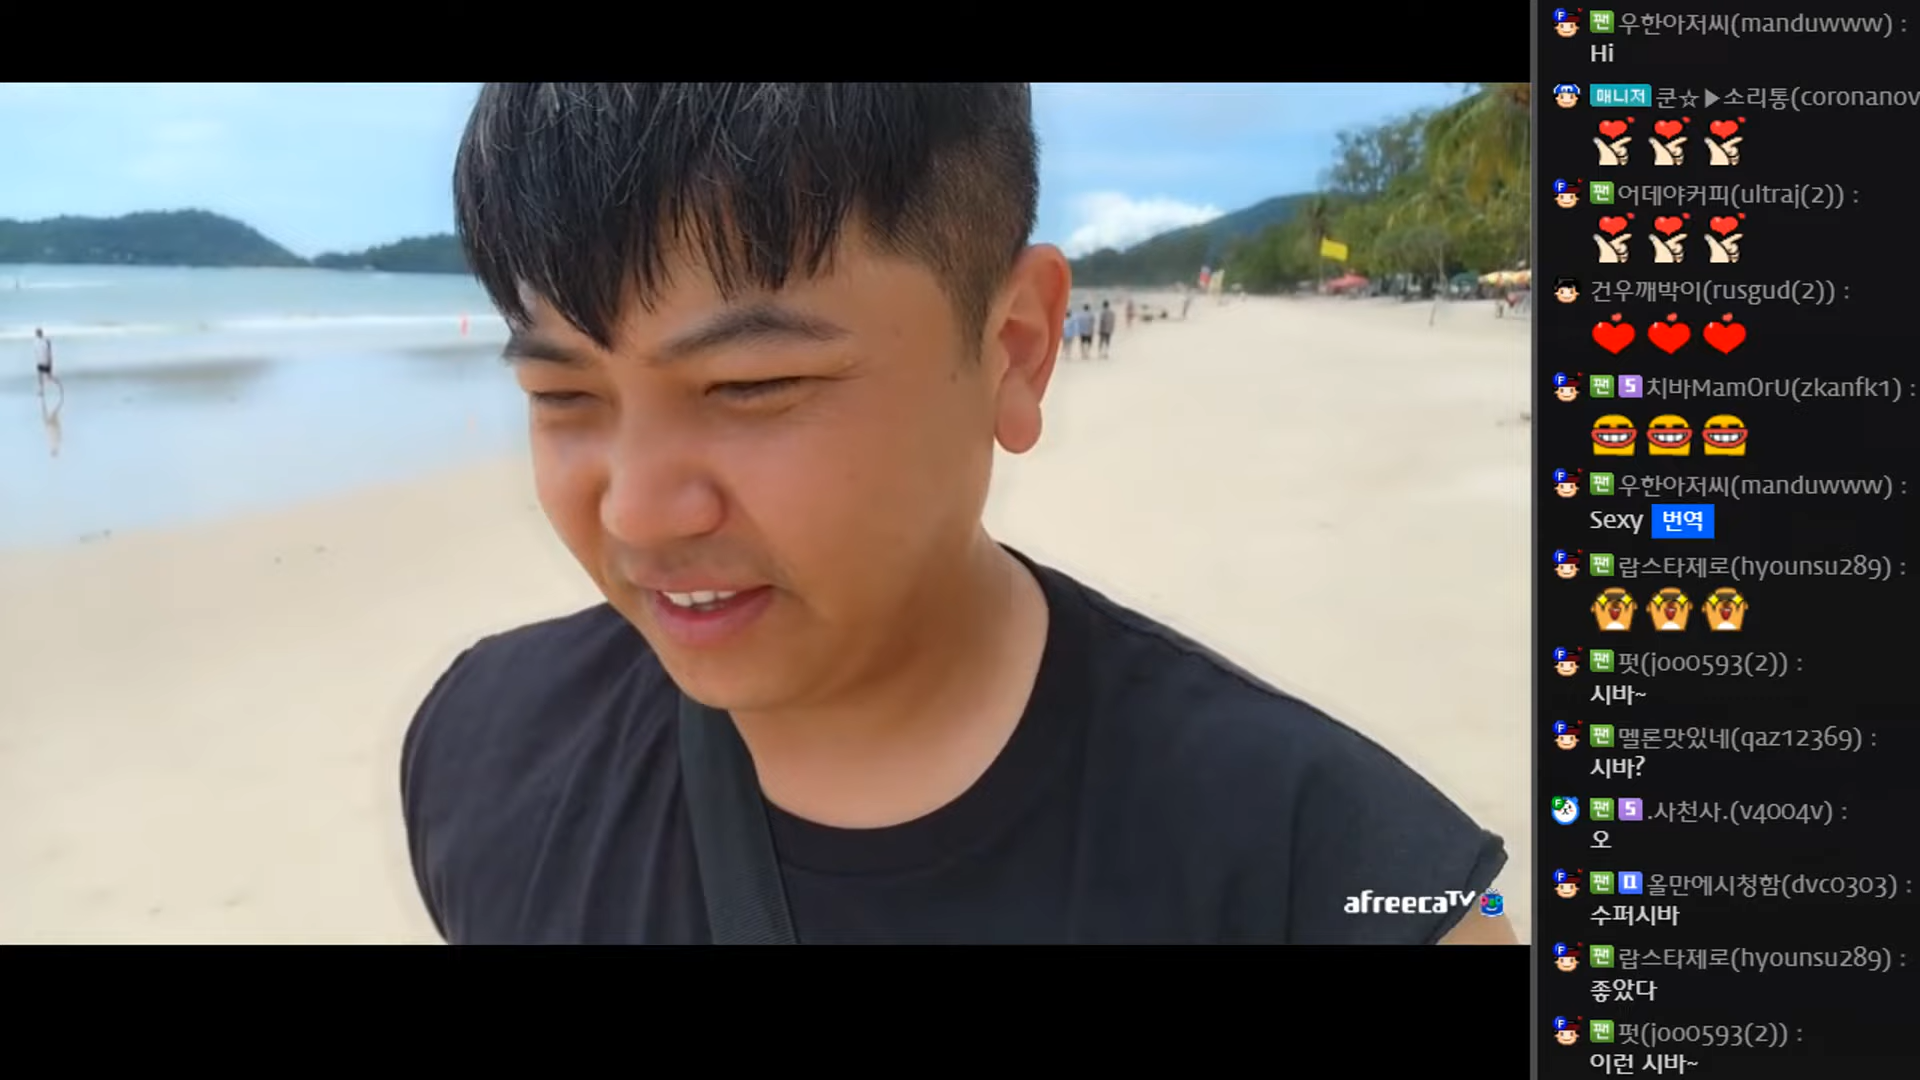 팬 우한아저씨(manduwww) :
Hi
매니저 쿤☆▶소리통(coronanov
팬 어데야커피(ultraj(2)) :
건우깨박이(rusgud(2)) :
팬 S 치바MamOrU(zkanfk1) :
팬 우한아저씨(manduwww) :
Sexy 번역
팬 랍스타제로(hyounsu289) :
팬 펏(joo0593(2)) :
시바~
팬 멜론맛있네(qaz12369) :
시바?
팬 S .사천사.(v4004v) :
오
팬 올만에시청함(dvc0303) :
수퍼시바
팬 랍스타제로(hyounsu289) :
좋았다
팬 펏(joo0593(2)) :
이런 시바~
afreecaTV